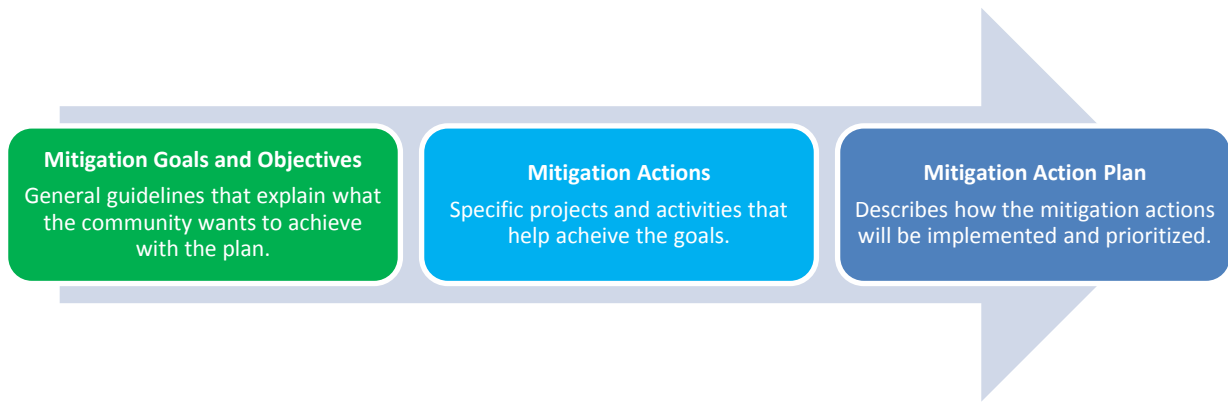 Mitigation Goals and Objectives
General guidelines that explain what
the community wants to achieve
with the plan.
Mitigation Actions
Specific projects and activities that
help acheive the goals.
Mitigation Action Plan
Describes how the mitigation actions
will be implemented and prioritized.